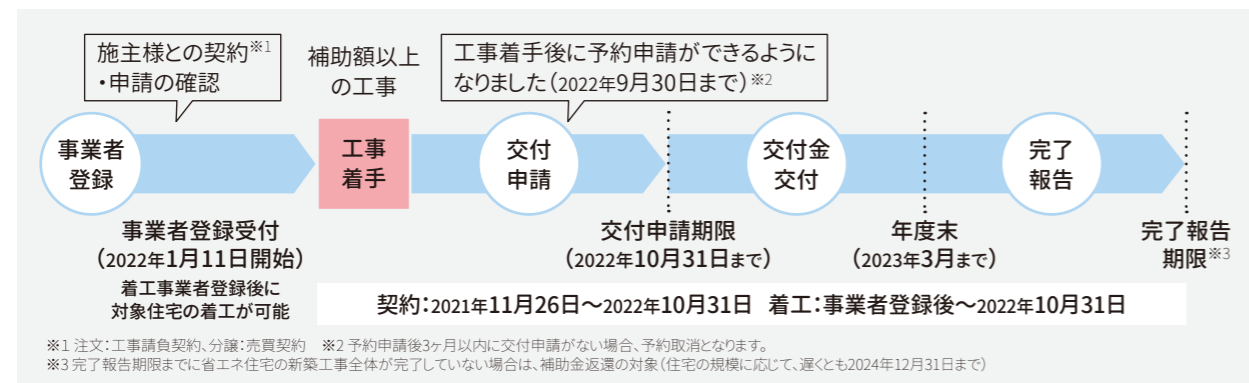 施主様との契約※1
・申請の確認
補助額以上
の工事
工事着手後に予約申請ができるように
なりました（2022年9月30日まで）※2
事業者
登録
工事
着手
交付
申請
交付金
交付
完了
報告
事業者登録受付
（2022年1月11日開始）
着工事業者登録後に
対象住宅の着工が可能
交付申請期限
（2022年10月31日まで）
年度末
（2023年3月まで）
完了報告
期限※3
契約：2021年11月26日〜2022年10月31日 着工：事業者登録後〜2022年10月31日
※1 注文：工事請負契約、分譲：売買契約 ※2 予約申請後3ヶ月以内に交付申請がない場合、予約取消となります。
※3 完了報告期限までに省エネ住宅の新築工事全体が完了していない場合は、補助金返還の対象（住宅の規模に応じて、遅くとも2024年12月31日まで）